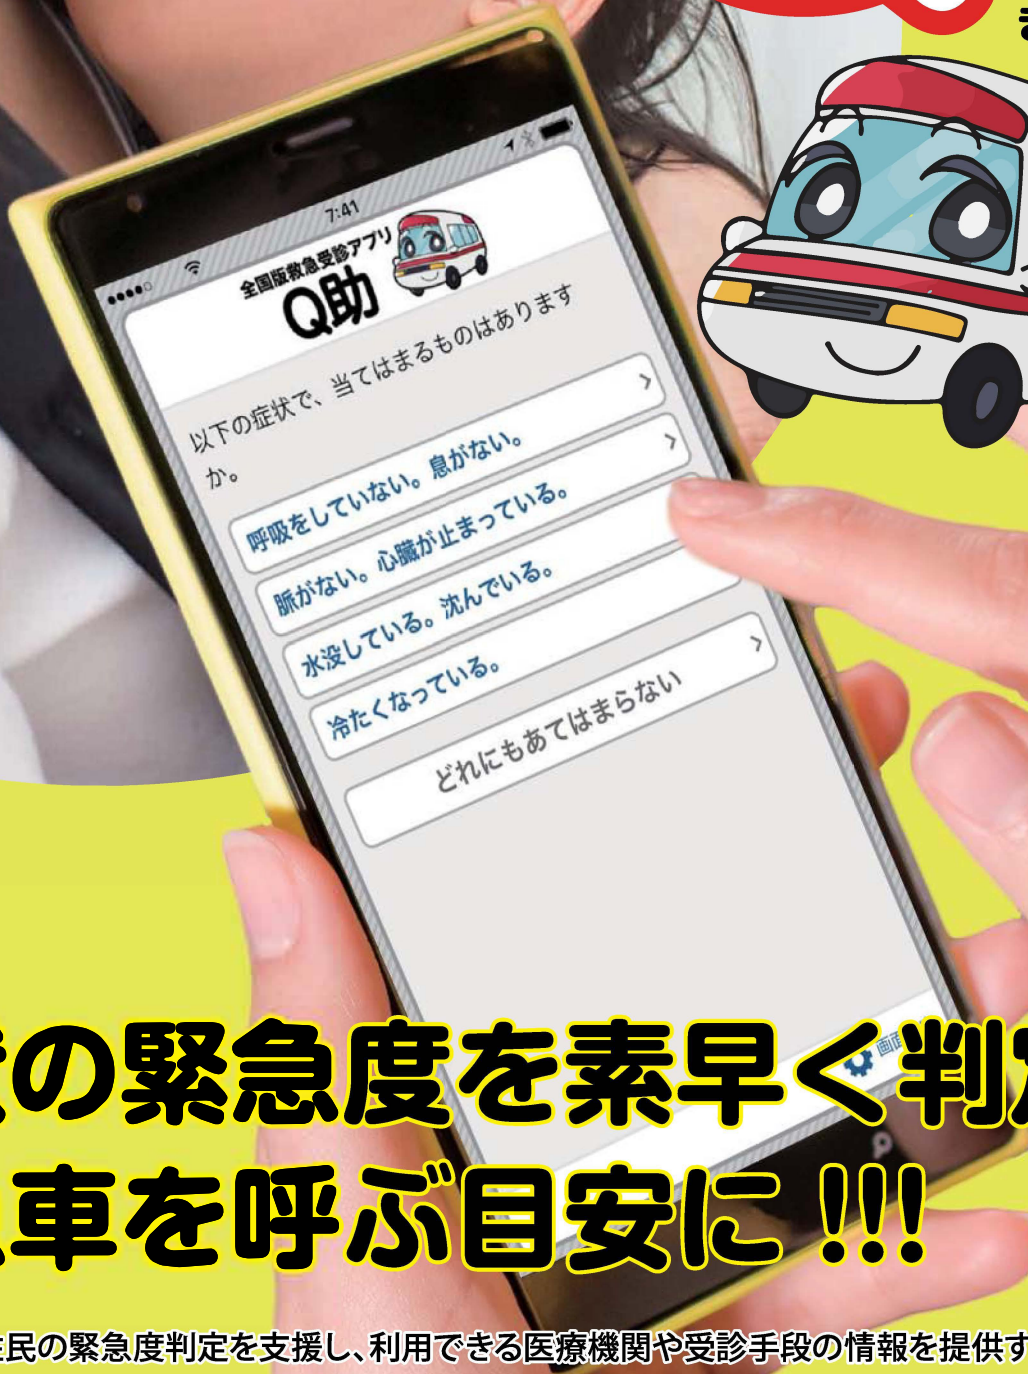 7:41
全国版救急受診アプリ
Q助
以下の症状で、当てはまるものはあります
か。
呼吸をしていない。息がない。
脈がない。心臓が止まっている。
水没している。沈んでいる。
冷たくなっている。
どれにもあてはまらない
の緊急度を素早く判定
車を呼ぶ目安に!!!
住民の緊急度判定を支援し、利用できる医療機関や受診手段の情報を提供す